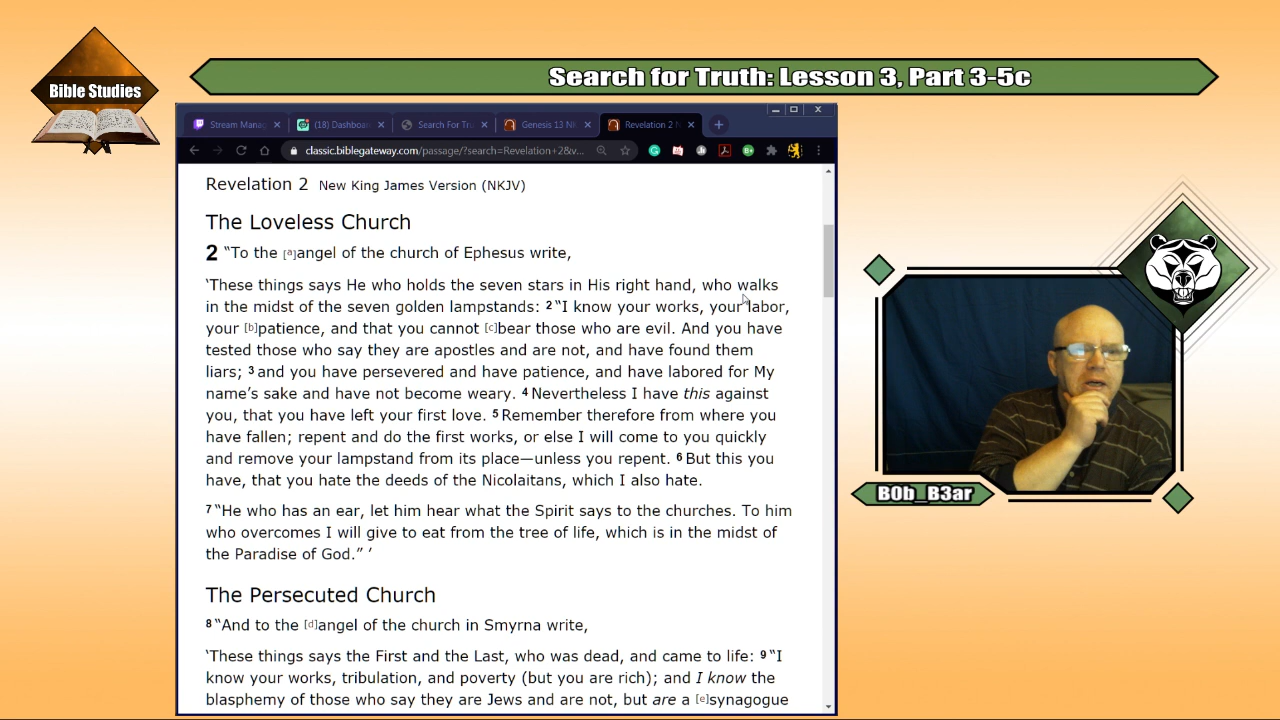 Search for Truth: Lesson 3, Part 3-5c
Bible Studies
Stream Manag
(18) Dashboar
Search For Tru
Genesis 13 NK
Revelation 2 N
classic.biblegateway.com/passage/?search=Revelation+2&v...
Revelation 2 New King James Version (NKJV)
The Loveless Church
2 “To the [a]angel of the church of Ephesus write,
‘These things says He who holds the seven stars in His right hand, who walks
in the midst of the seven golden lampstands: 2 “I know your works, your labor,
your [b]patience, and that you cannot [c]bear those who are evil. And you have
tested those who say they are apostles and are not, and have found them
liars; 3 and you have persevered and have patience, and have labored for My
name’s sake and have not become weary. 4 Nevertheless I have this against
you, that you have left your first love. 5 Remember therefore from where you
have fallen; repent and do the first works, or else I will come to you quickly
and remove your lampstand from its place—unless you repent. 6 But this you
have, that you hate the deeds of the Nicolaitans, which I also hate.
7 “He who has an ear, let him hear what the Spirit says to the churches. To him
who overcomes I will give to eat from the tree of life, which is in the midst of
the Paradise of God.” ’
The Persecuted Church
8 “And to the [d]angel of the church in Smyrna write,
‘These things says the First and the Last, who was dead, and came to life: 9 “I
know your works, tribulation, and poverty (but you are rich); and I know the
blasphemy of those who say they are Jews and are not, but are a [e]synagogue
B0b_B3ar